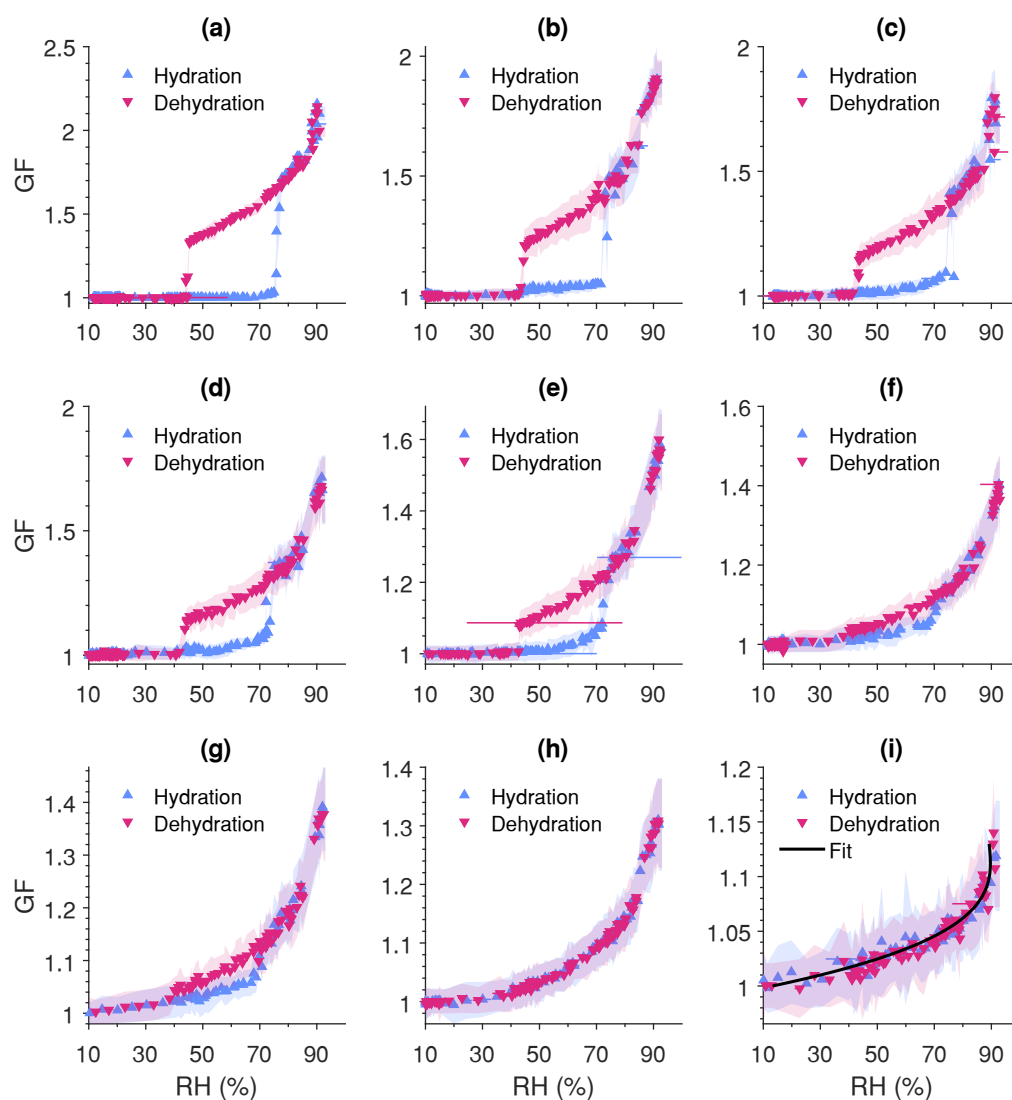 (a)
2.5
2
1.5
1
GF
Hydration
Dehydration
10 30 50 70 90
(b)
2
1.5
1
Hydration
Dehydration
10 30 50 70 90
(c)
2
1.5
1
Hydration
Dehydration
10 30 50 70 90
(d)
2
1.5
1
GF
Hydration
Dehydration
10 30 50 70 90
(e)
1.6
1.4
1.2
1
Hydration
Dehydration
10 30 50 70 90
(f)
1.6
1.4
1.2
1
Hydration
Dehydration
10 30 50 70 90
(g)
1.4
1.3
1.2
1.1
1
GF
Hydration
Dehydration
10 30 50 70 90
RH (%)
(h)
1.4
1.3
1.2
1.1
1
Hydration
Dehydration
10 30 50 70 90
RH (%)
(i)
1.2
1.15
1.1
1.05
1
Hydration
Dehydration
Fit
10 30 50 70 90
RH (%)